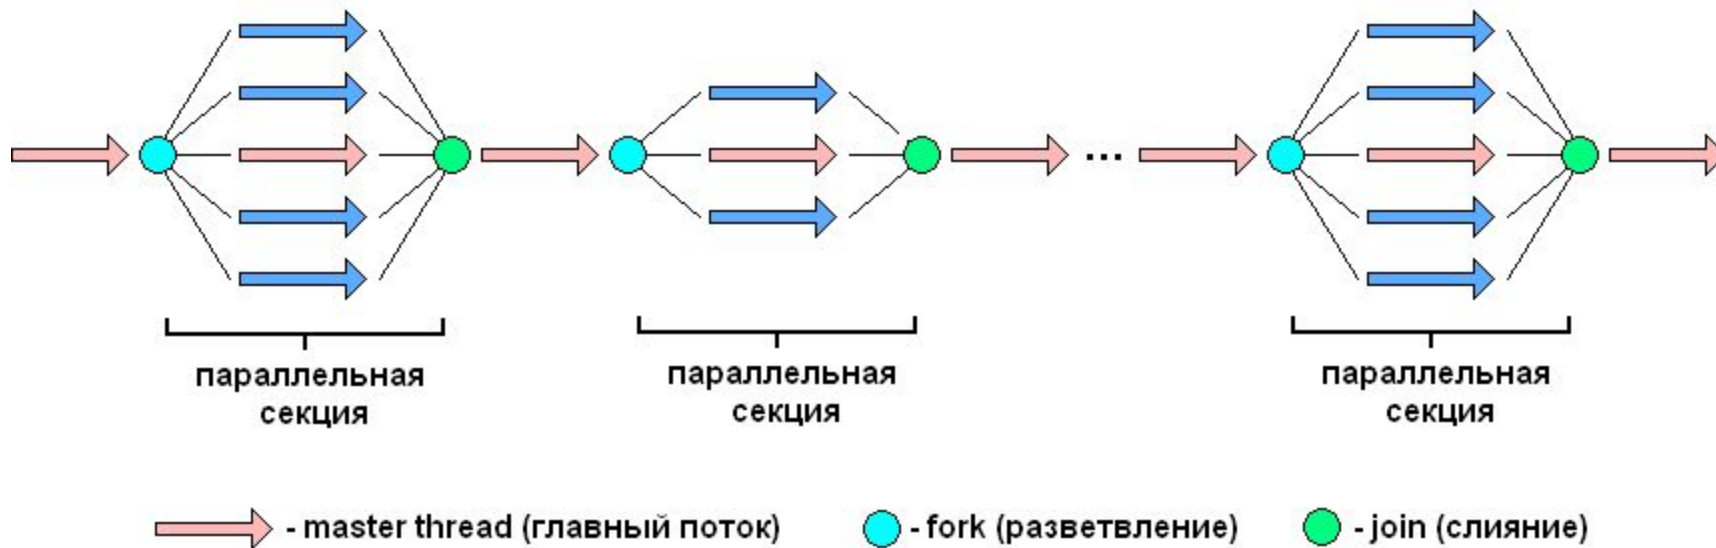 ...
параллельная
секция
параллельная
секция
параллельная
секция
- master thread (главный поток)
- fork (разветвление)
- join (слияние)